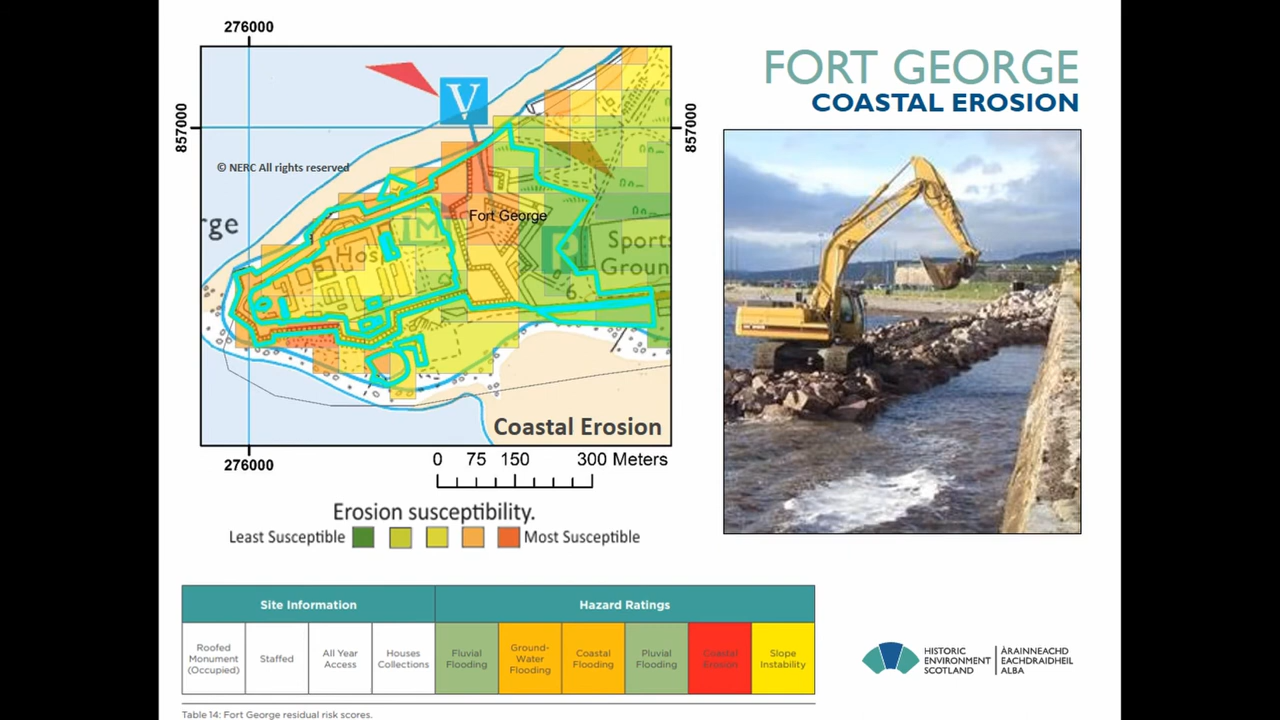 276000
857000
857000
V
© NERC All rights reserved
rge
Fort George
Hos
M
P
Sports
Groun
6
Coastal Erosion
276000
0 75 150 300 Meters
Erosion susceptibility.
Least Susceptible Most Susceptible
FORT GEORGE
COASTAL EROSION
Site Information Hazard Ratings
Roofed
Monument
(Occupied)
Staffed
All Year
Access
Houses
Collections
Fluvial
Flooding
Ground-
Water
Flooding
Coastal
Flooding
Pluvial
Flooding
Coastal
Erosion
Slope
Instability
Table 14: Fort George residual risk scores.
HISTORIC
ENVIRONMENT
SCOTLAND
ÀRAINNEACHD
EACHDRAIDHEIL
ALBA